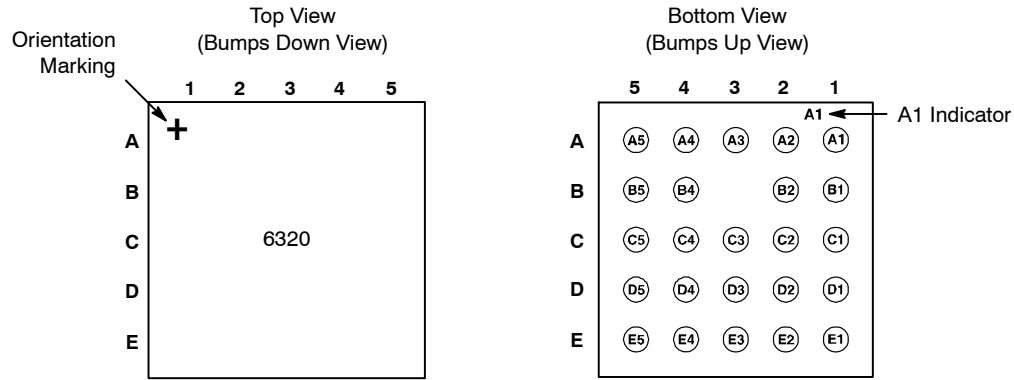 Top View
(Bumps Down View)
Orientation
Marking
1 2 3 4 5
+
A
B
C
6320
D
E
Bottom View
(Bumps Up View)
5 4 3 2 1
A1
A1 Indicator
A A5 A4 A3 A2 A1
B B5 B4 B2 B1
C C5 C4 C3 C2 C1
D D5 D4 D3 D2 D1
E E5 E4 E3 E2 E1